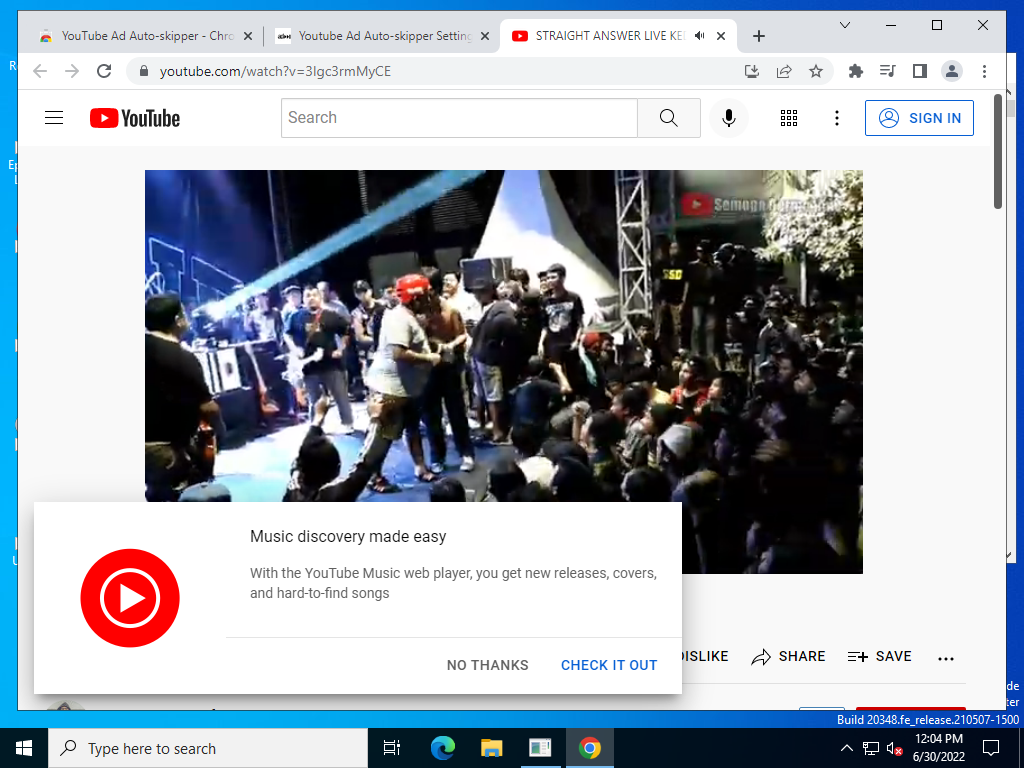 YouTube Ad Auto-skipper - Chro
Youtube Ad Auto-skipper Setting
STRAIGHT ANSWER LIVE KE
youtube.com/watch?v=3Igc3rmMyCE
YouTube
Search
SIGN IN
SSD
Music discovery made easy
With the YouTube Music web player, you get new releases, covers,
and hard-to-find songs
NO THANKS
CHECK IT OUT
DISLIKE
SHARE
SAVE
Build 20348.fe_release.210507-1500
Type here to search
12:04 PM
6/30/2022